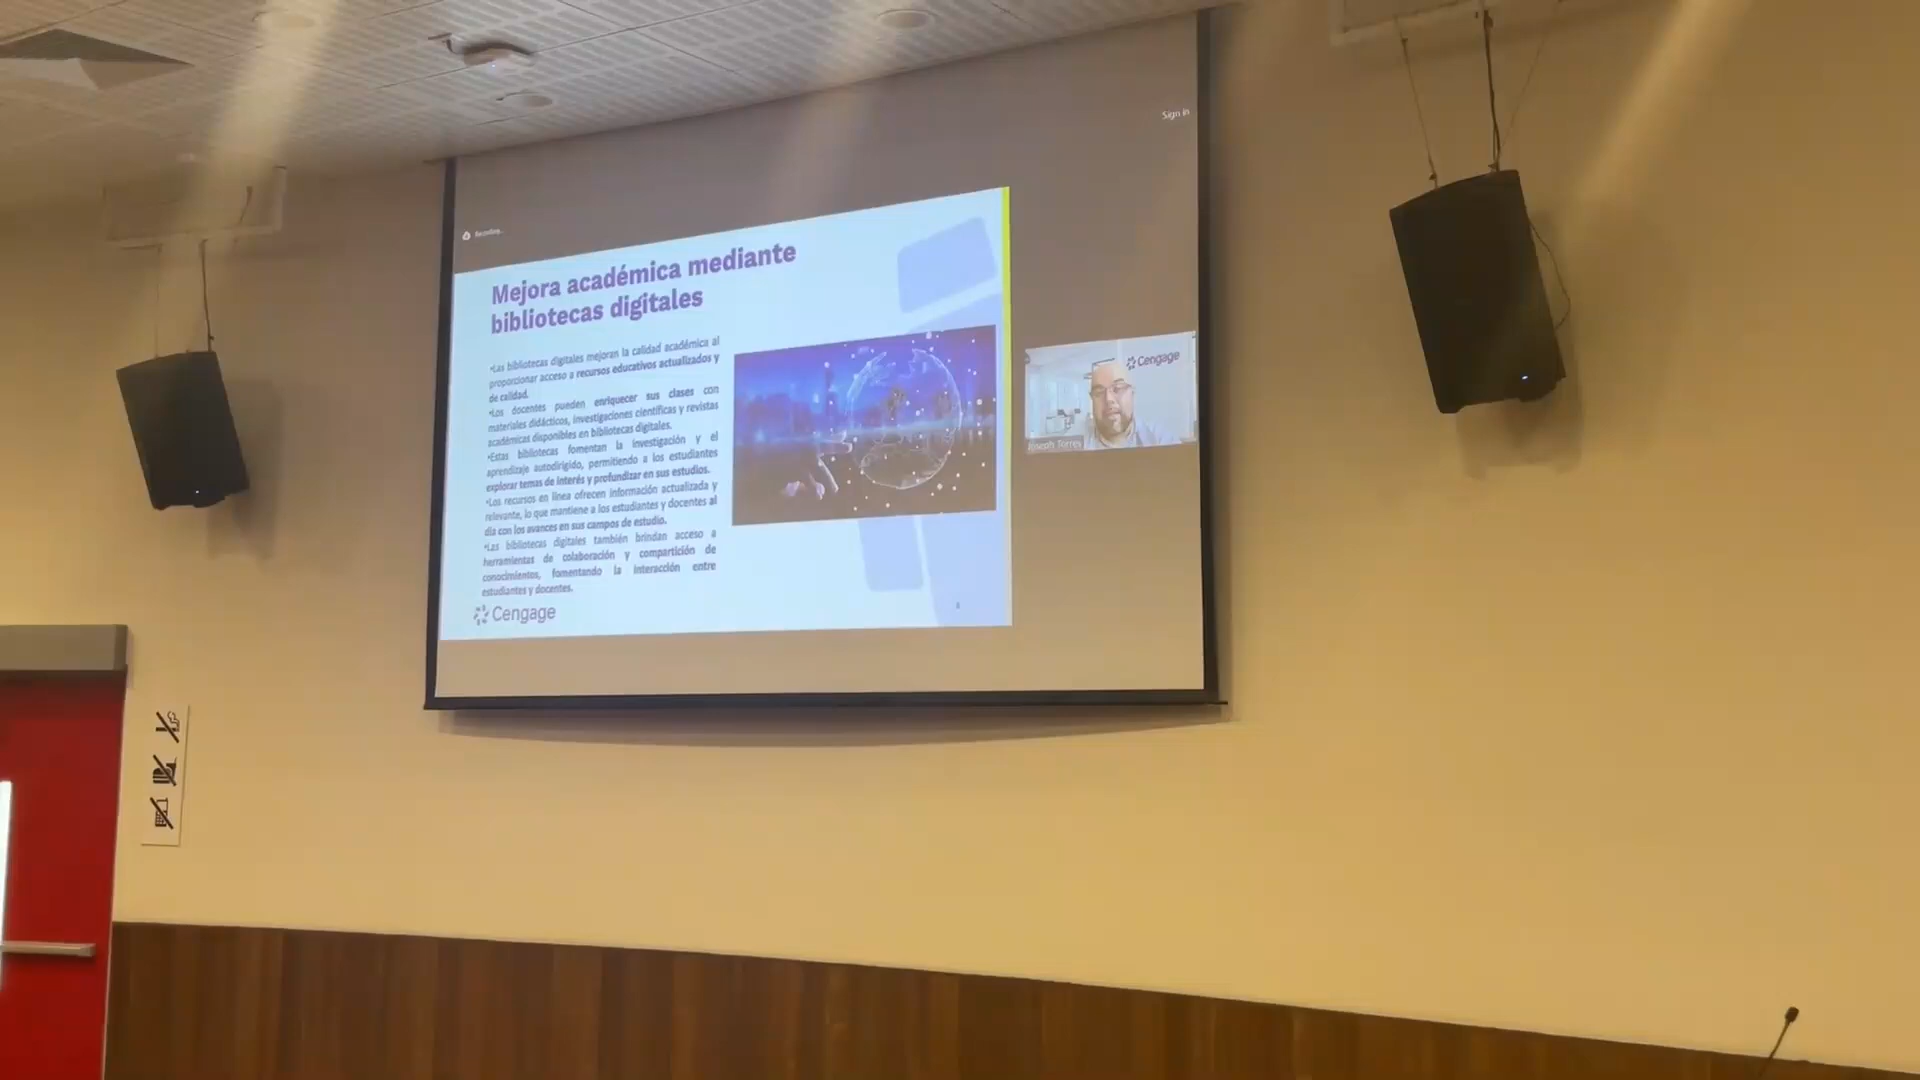 Sign in
Recording...
Mejora académica mediante
bibliotecas digitales
•Las bibliotecas digitales mejoran la calidad académica al
proporcionar acceso a recursos educativos actualizados y
de calidad.
•Los docentes pueden enriquecer sus clases con
materiales didácticos, investigaciones científicas y revistas
académicas disponibles en bibliotecas digitales.
•Estas bibliotecas fomentan la investigación y el
aprendizaje autodirigido, permitiendo a los estudiantes
explorar temas de interés y profundizar en sus estudios.
•Los recursos en línea ofrecen información actualizada y
relevante, lo que mantiene a los estudiantes y docentes al
día con los avances en sus campos de estudio.
•Las bibliotecas digitales también brindan acceso a
herramientas de colaboración y compartición de
conocimientos, fomentando la interacción entre
estudiantes y docentes.
Cengage
Cengage
Joseph Torres